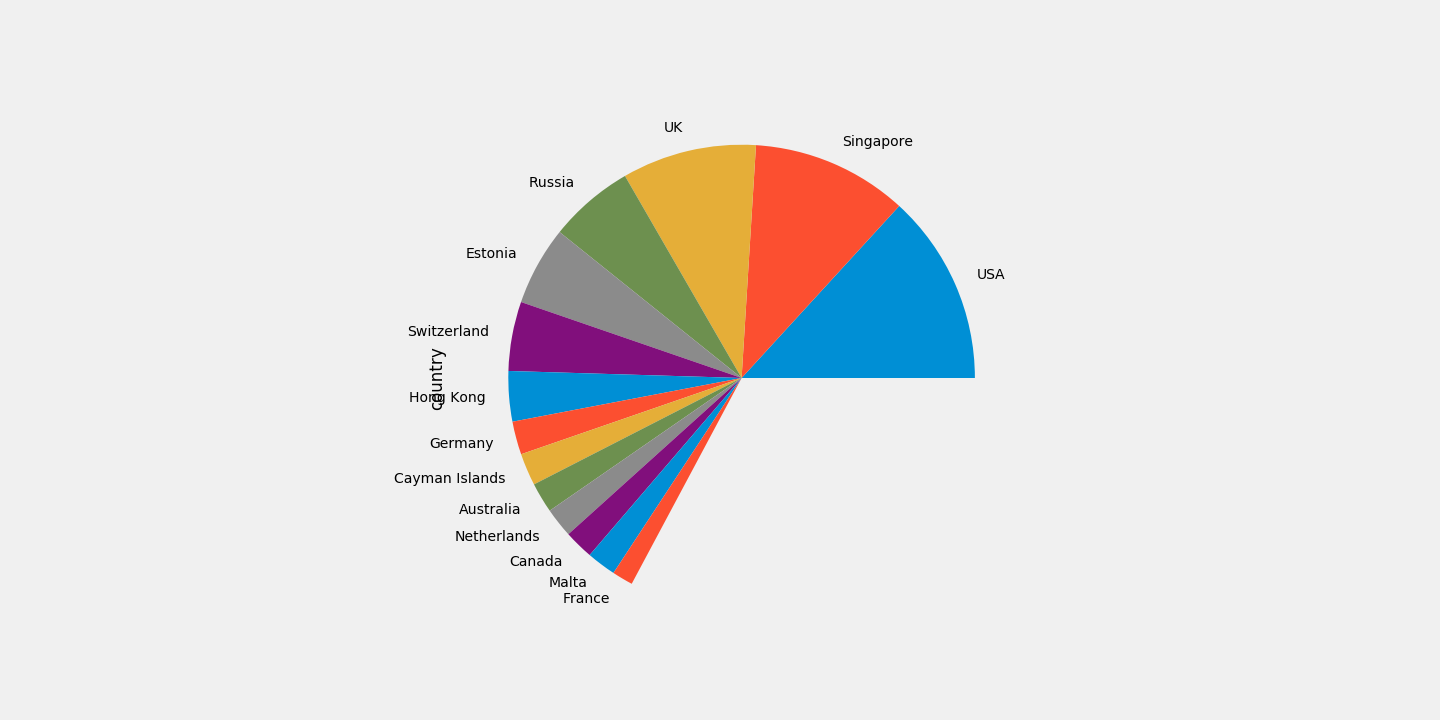 UK
Singapore
Russia
Estonia
USA
Switzerland
country
Hong Kong
Germany
Cayman Islands
Australia
Netherlands
Canada
Malta
France